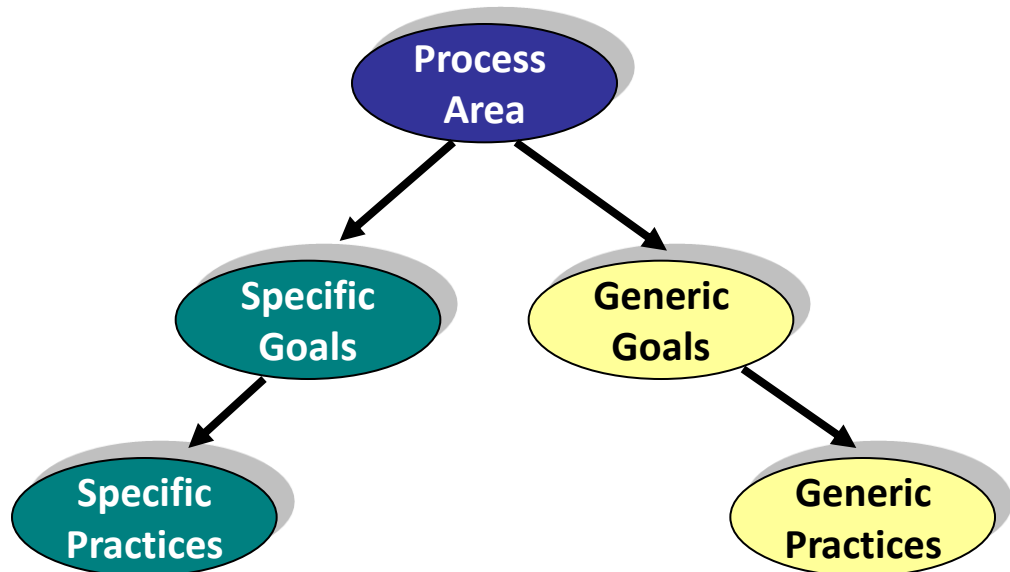 Process
Area
Specific
Goals
Generic
Goals
Specific
Practices
Generic
Practices